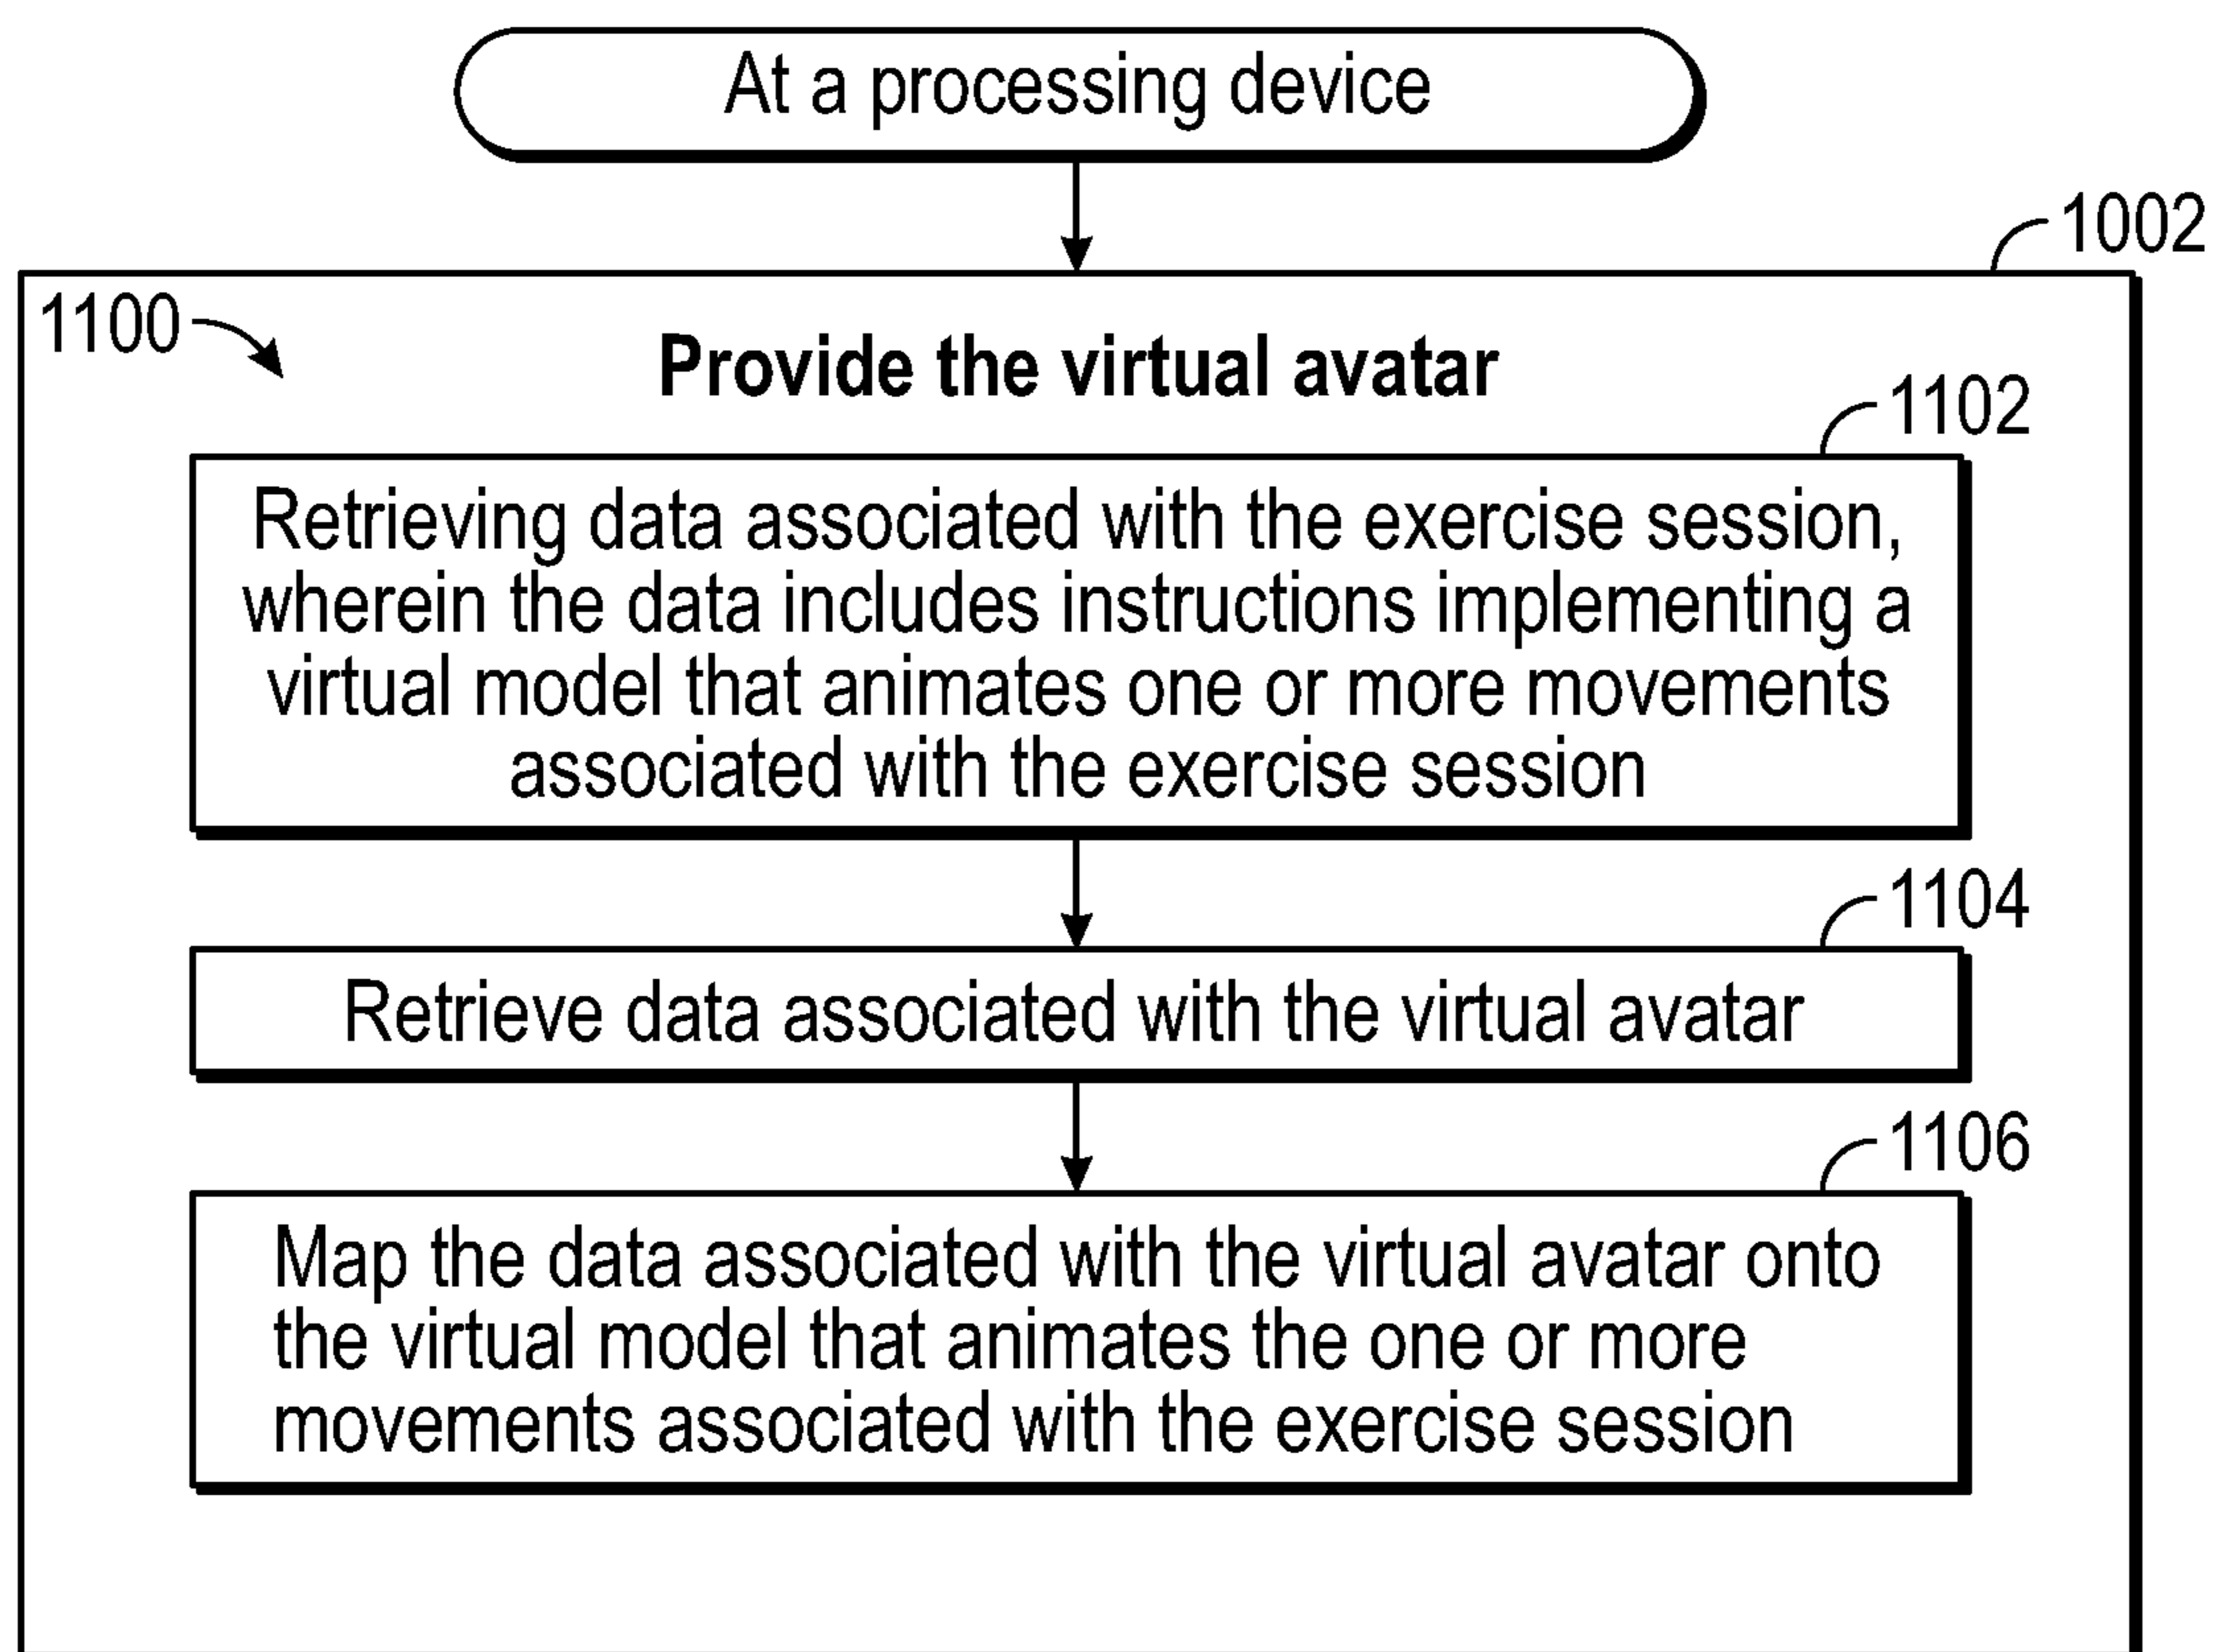 At a processing device
1002
1100
Provide the virtual avatar
1102
Retrieving data associated with the exercise session,
wherein the data includes instructions implementing a
virtual model that animates one or more movements
associated with the exercise session
1104
Retrieve data associated with the virtual avatar
1106
Map the data associated with the virtual avatar onto
the virtual model that animates the one or more
movements associated with the exercise session